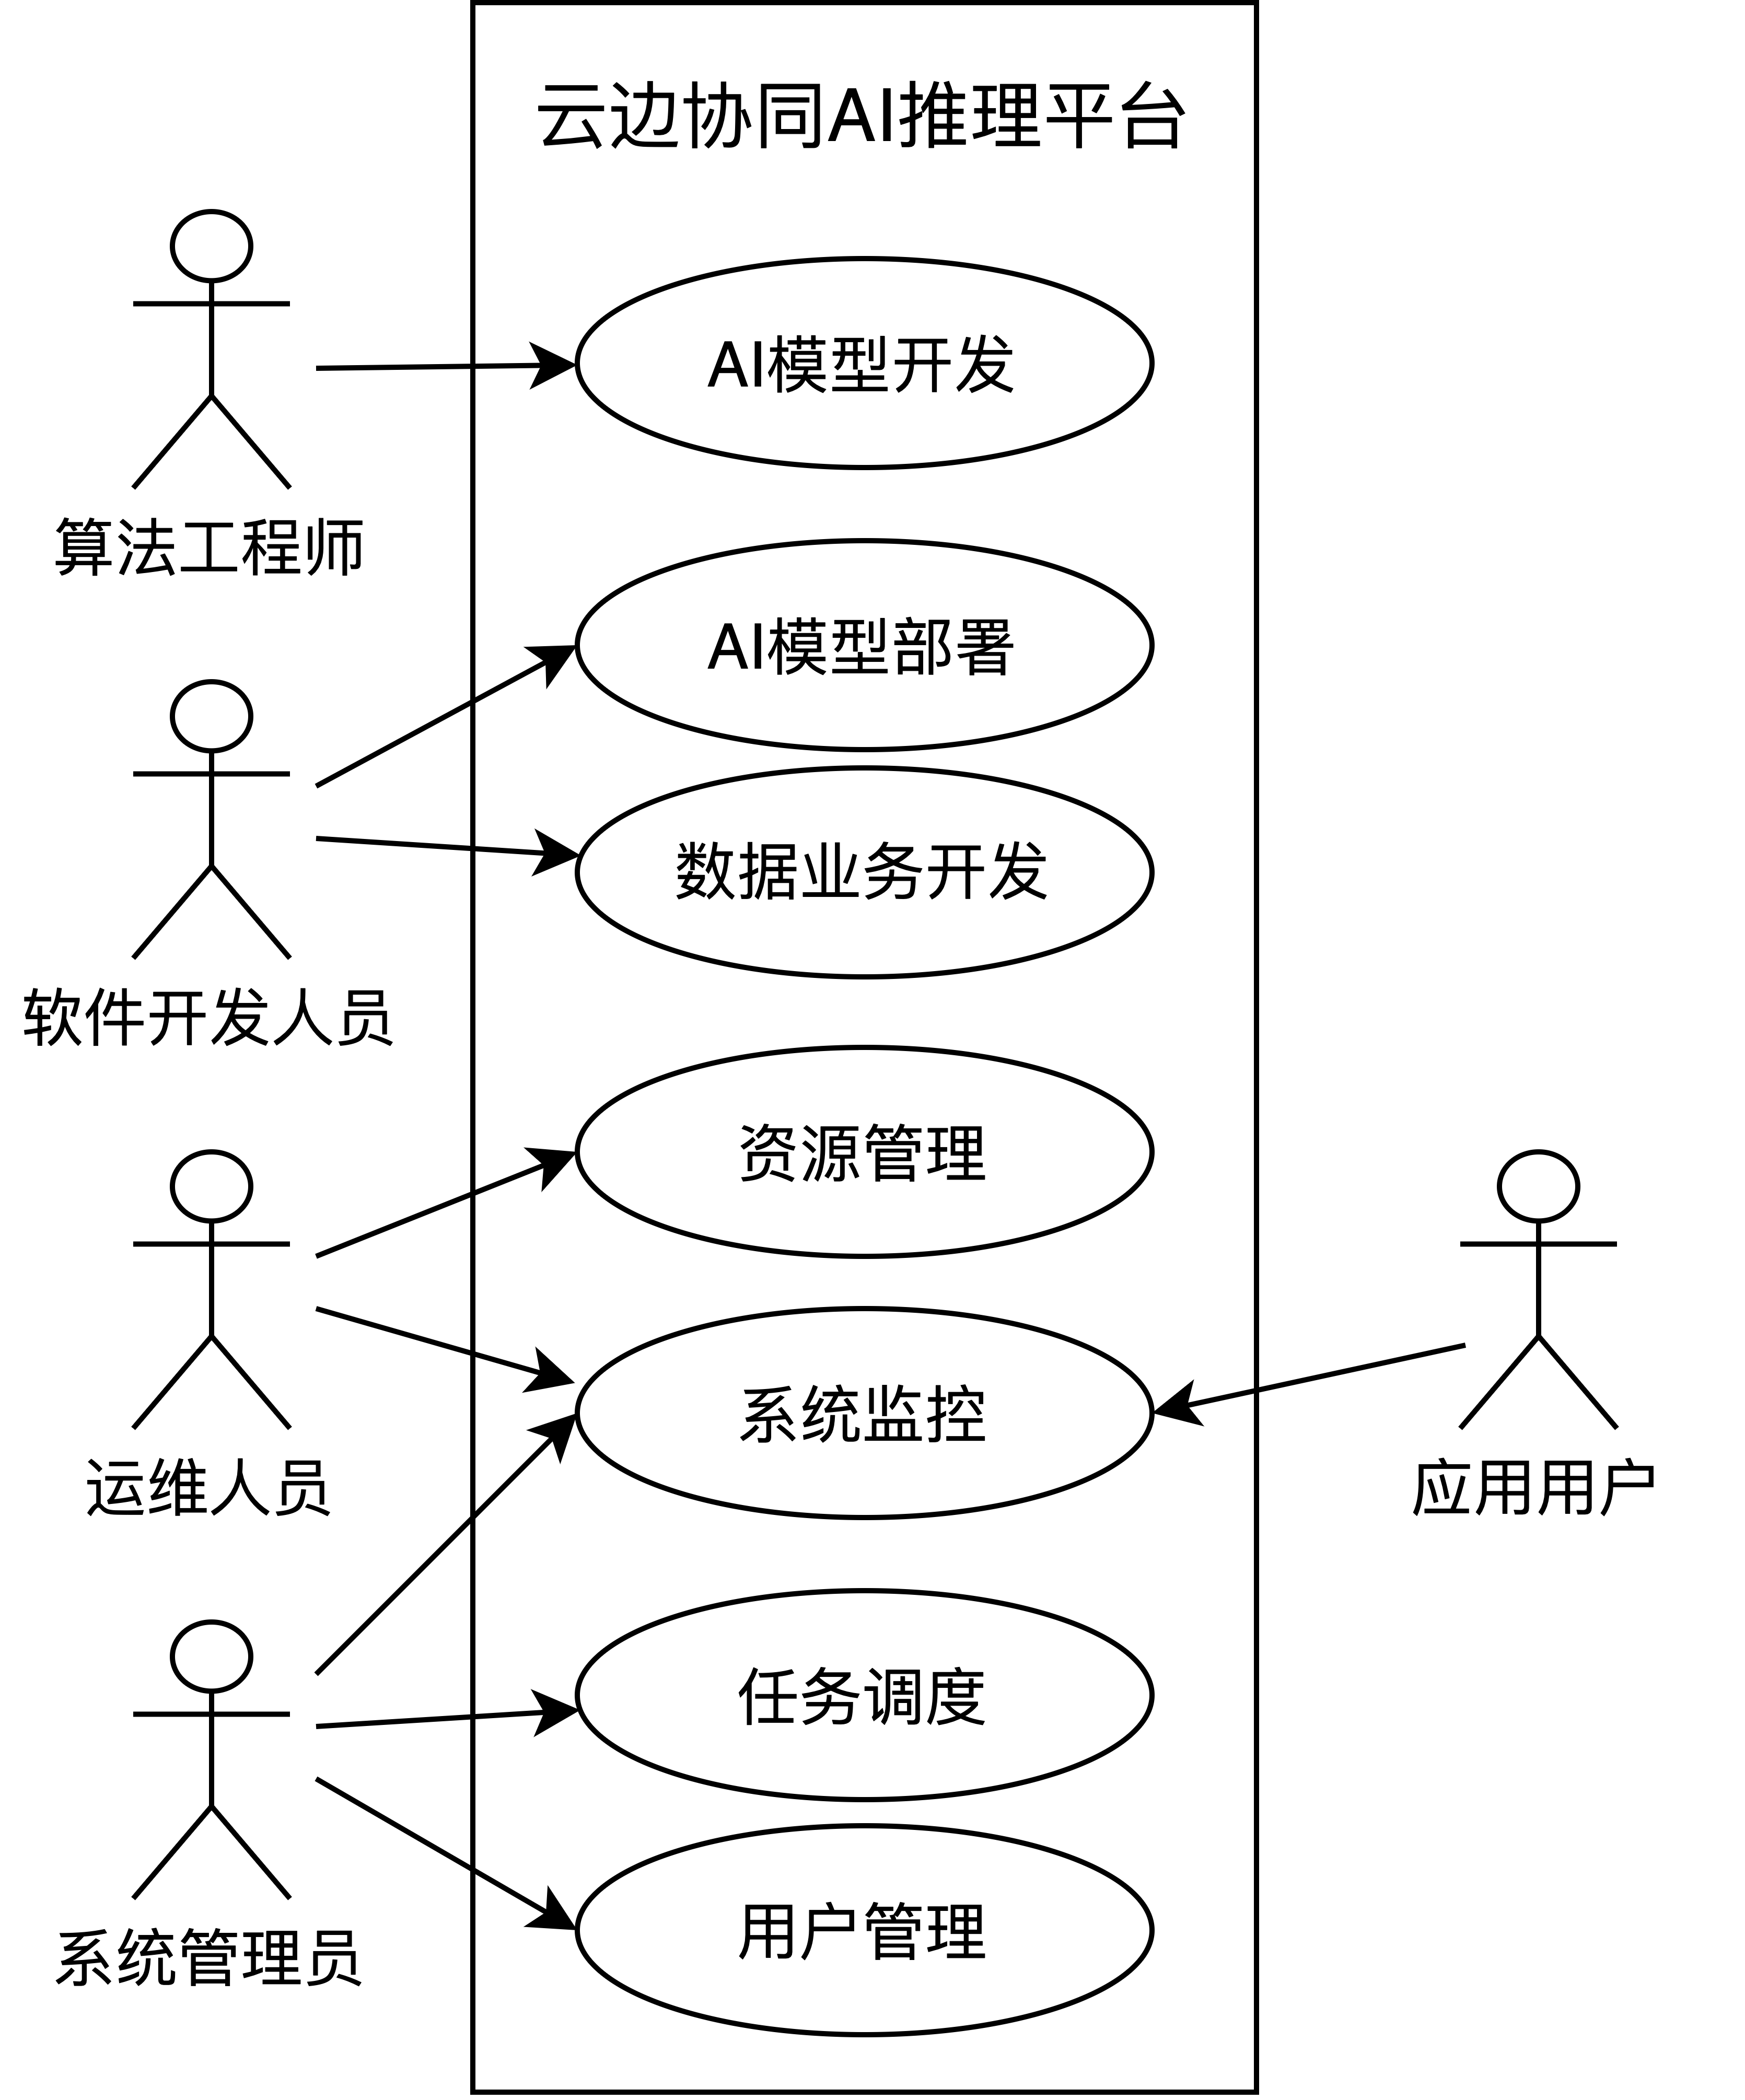 云边协同AI推理平台
AI模型开发
算法工程师
AI模型部署
数据业务开发
软件开发人员
资源管理
系统监控
运维人员
应用用户
任务调度
用户管理
系统管理员